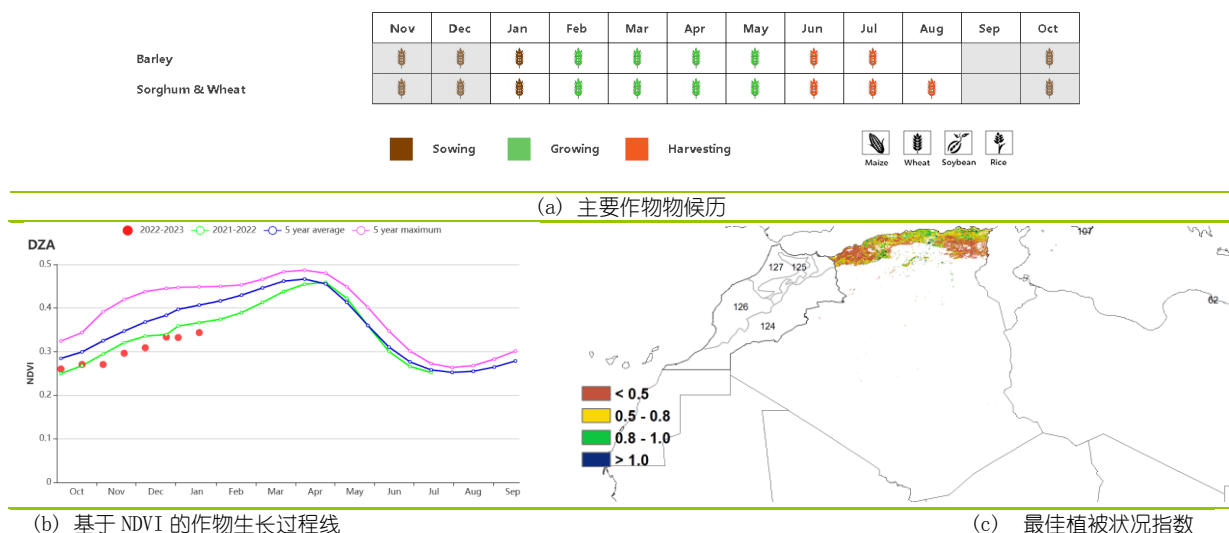 Nov Dec Jan Feb Mar Apr May Jun Jul Aug Sep Oct
Barley
Sorghum & Wheat
Sowing Growing Harvesting
Maize Wheat Soybean Rice
(a) 主要作物物候历
2022-2023 2021-2022 5 year average 5 year maximum
DZA
0.5
0.4
0.3
0.2
0.1
0
NDVI
Oct Nov Dec Jan Feb Mar Apr May Jun Jul Aug Sep
107
127 125
126
124
62
< 0.5
0.5 - 0.8
0.8 - 1.0
> 1.0
(b) 基于 NDVI 的作物生长过程线
(c) 最佳植被状况指数